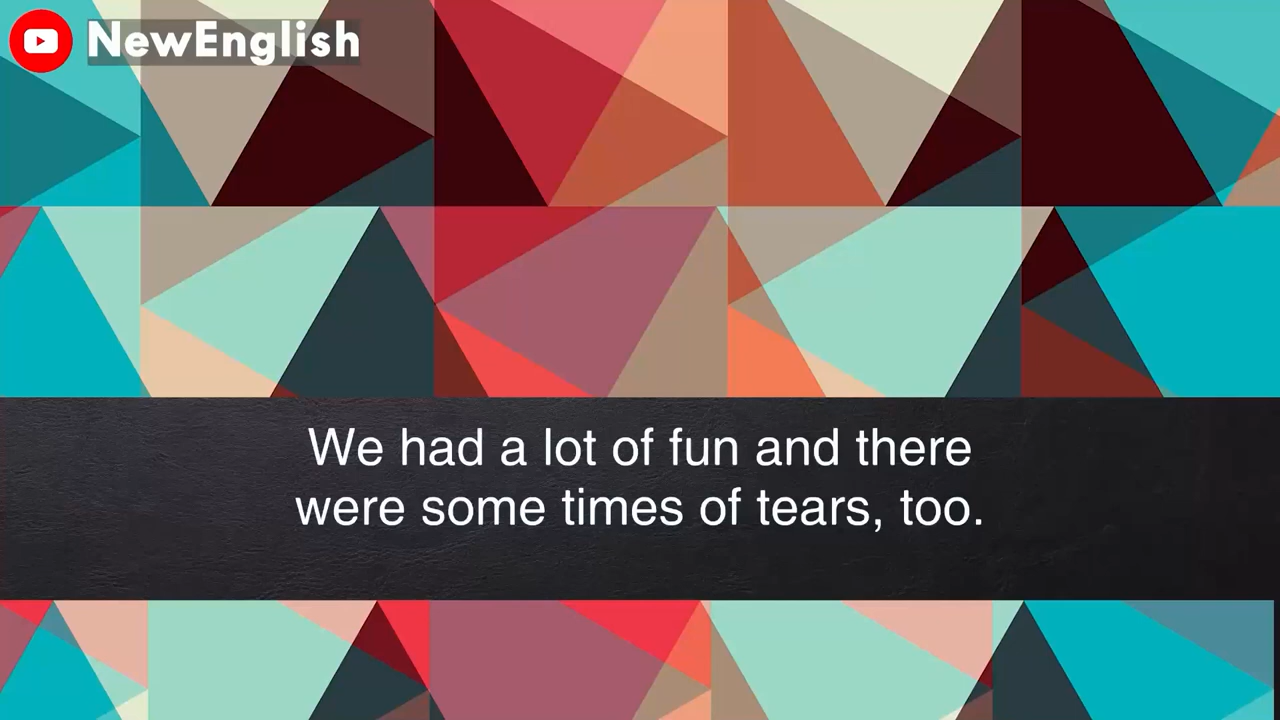 NewEnglish
We had a lot of fun and there
were some times of tears, too.